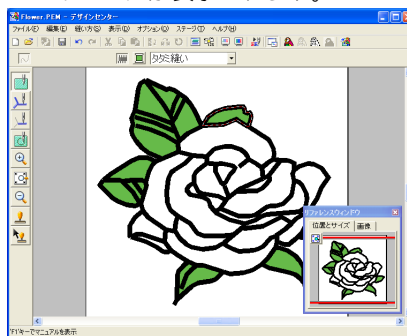 Flower.PEM - デザインセンター
ファイル(F) 編集(E) 縫い方(S) 表示(D) オプション(O) ステージ(T) ヘルプ(H)
タタミ縫い
リファレンスウィンドウ
位置とサイズ 画像
'F1'キーでマニュアルを表示